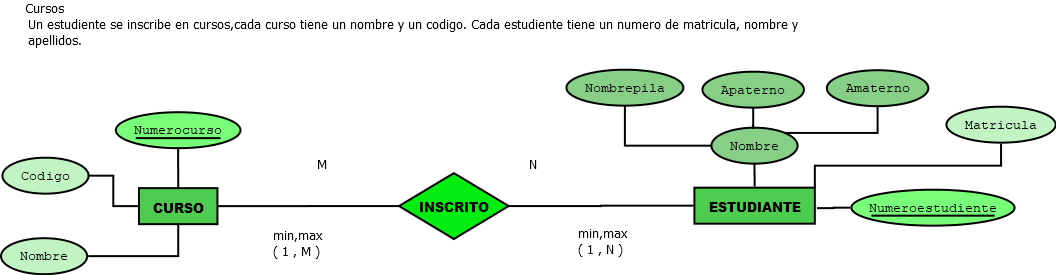 Cursos
Un estudiante se inscribe en cursos,cada curso tiene un nombre y un codigo. Cada estudiante tiene un numero de matricula, nombre y
apellidos.
Nombrepila
Apaterno
Amaterno
Numerocurso
Matricula
Nombre
M
N
Codigo
CURSO
INSCRITO
ESTUDIANTE
Numeroestudiante
min,max
( 1 , M )
min,max
( 1 , N )
Nombre